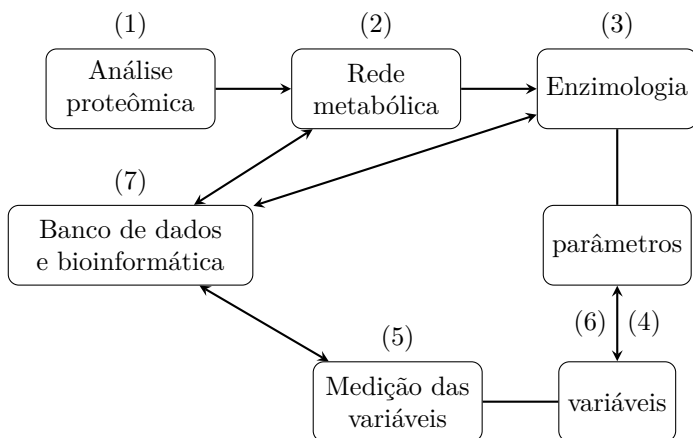 (1)
(2)
(3)
Análise
proteômica
Rede
metabólica
Enzimologia
(7)
Banco de dados
e bioinformática
parâmetros
(6)
(4)
(5)
Medição das
variáveis
variáveis